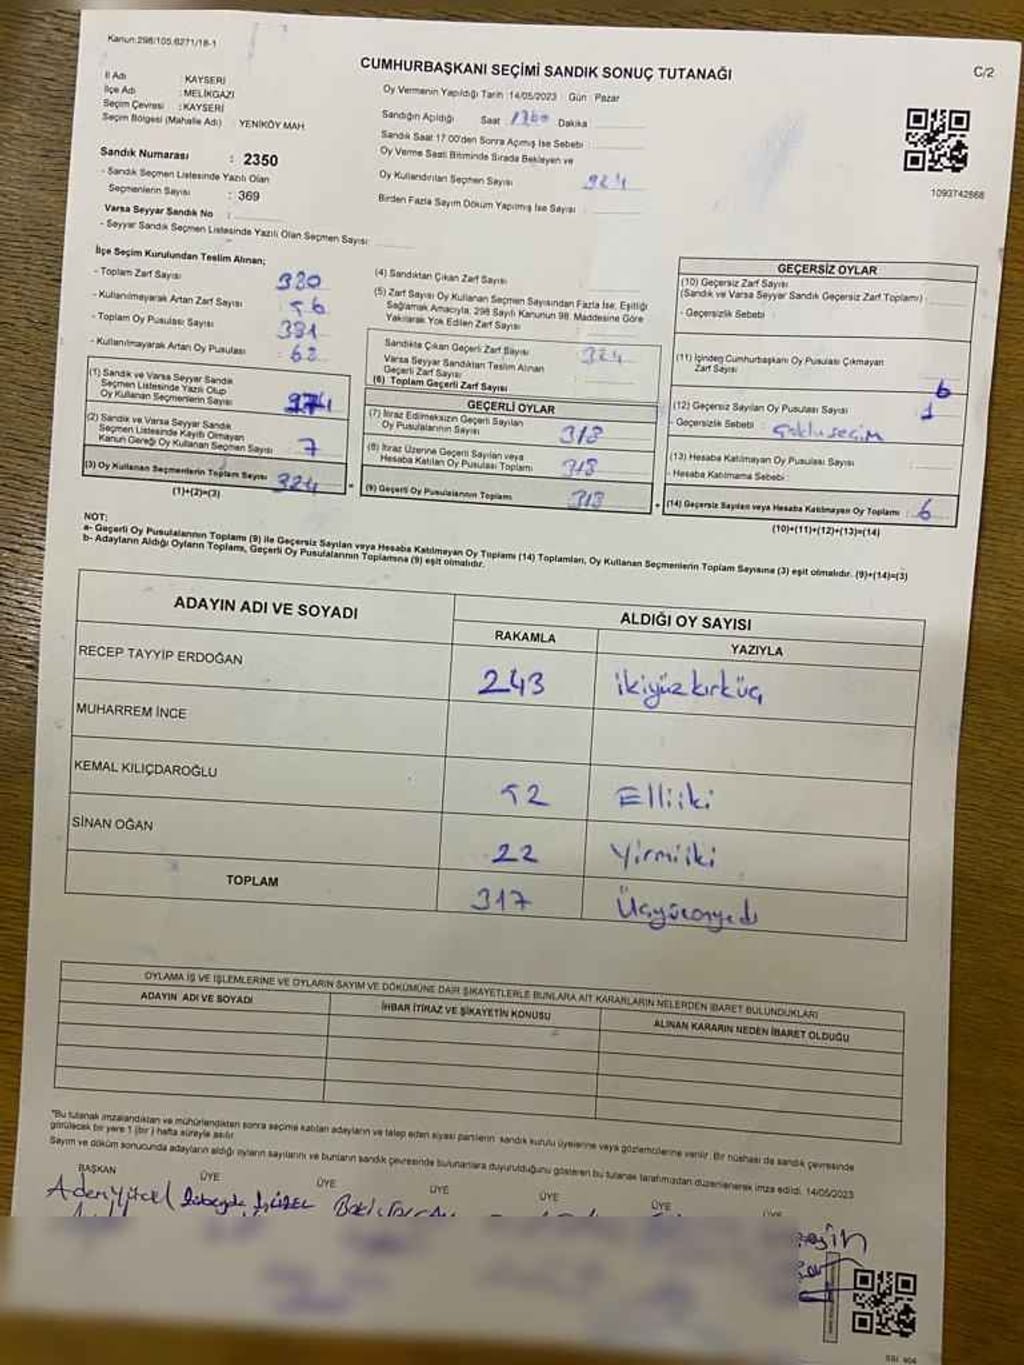 Kanun:298/105,6271/18-1
CUMHURBAŞKANI SEÇİMİ SANDIK SONUÇ TUTANAĞI
C/2
İl Adı : KAYSERİ
İlçe Adı : MELİKGAZİ
Seçim Çevresi : KAYSERİ
Seçim Bölgesi (Mahalle Adı) YENİKÖY MAH.
Sandık Numarası : 2350
- Sandık Seçmen Listesinde Yazılı Olan
Seçmenlerin Sayısı : 369
Varsa Seyyar Sandık No :
- Seyyar Sandık Seçmen Listesinde Yazılı Olan Seçmen Sayısı:
Oy Vermenin Yapıldığı Tarih :14/05/2023 Gün : Pazar
Sandığın Açıldığı Saat Dakika
Sandık Saat 17:00'den Sonra Açmış İse Sebebi :
Oy Verme Saati Bitiminde Sırada Bekleyen ve
Oy Kullandırılan Seçmen Sayısı
Birden Fazla Sayım Döküm Yapılmış İse Sayısı :
1093742868
İlçe Seçim Kurulundan Teslim Alınan;
- Toplam Zarf Sayısı 380
- Kullanılmayarak Artan Zarf Sayısı 56
- Toplam Oy Pusulası Sayısı 391
- Kullanılmayarak Artan Oy Pusulası
(1) Sandık ve Varsa Seyyar Sandık
Seçmen Listesinde Yazılı Olup
Oy Kullanan Seçmenlerin Sayısı
(2) Sandık ve Varsa Seyyar Sandık
Seçmen Listesinde Kayıtlı Olmayan
Kanun Gereği Oy Kullanan Seçmen Sayısı 7
(3) Oy Kullanan Seçmenlerin Toplam Sayısı 324
(1)+(2)=(3)
(4) Sandıktan Çıkan Zarf Sayısı :
(5) Zarf Sayısı Oy Kullanan Seçmen Sayısından Fazla İse; Eşitliği
Sağlamak Amacıyla, 298 Sayılı Kanunun 98. Maddesine Göre
Yakılarak Yok Edilen Zarf Sayısı :
Sandıkta Çıkan Geçerli Zarf Sayısı : 324
Varsa Seyyar Sandıktan Teslim Alınan
Geçerli Zarf Sayısı :
(6) Toplam Geçerli Zarf Sayısı
GEÇERLİ OYLAR
(7) İtiraz Edilmeksizin Geçerli Sayılan
Oy Pusulalarının Sayısı 318
(8) İtiraz Üzerine Geçerli Sayılan veya
Hesaba Katılan Oy Pusulası Toplamı 318
(9) Geçerli Oy Pusulalarının Toplamı 318
GEÇERSİZ OYLAR
(10) Geçersiz Zarf Sayısı
(Sandık ve Varsa Seyyar Sandık Geçersiz Zarf Toplamı) :
- Geçersizlik Sebebi :
(11) İçinden Cumhurbaşkanı Oy Pusulası Çıkmayan
Zarf Sayısı
(12) Geçersiz Sayılan Oy Pusulası Sayısı 1
- Geçersizlik Sebebi : Çoklu seçim
(13) Hesaba Katılmayan Oy Pusulası Sayısı
- Hesaba Katılmama Sebebi :
(14) Geçersiz Sayılan veya Hesaba Katılmayan Oy Toplamı : 6
(10)+(11)+(12)+(13)=(14)
NOT:
a- Geçerli Oy Pusulalarının Toplamı (9) ile Geçersiz Sayılan veya Hesaba Katılmayan Oy Toplamı (14) Toplamları, Oy Kullanan Seçmenlerin Toplam Sayısına (3) eşit olmalıdır. (9)+(14)=(3)
b- Adayların Aldığı Oyların Toplamı, Geçerli Oy Pusulalarının Toplamına (9) eşit olmalıdır.
ADAYIN ADI VE SOYADI ALDIĞI OY SAYISI
RAKAMLA YAZIYLA
RECEP TAYYİP ERDOĞAN 243 ikiyüzkırküç
MUHARREM İNCE
KEMAL KILIÇDAROĞLU 52 Elliiki
SİNAN OĞAN 22 Yirmiiki
TOPLAM 317 Üçyüzonyedi
OYLAMA İŞ VE İŞLEMLERİNE VE OYLARIN SAYIM VE DÖKÜMÜNE DAİR ŞİKAYETLERLE BUNLARA AİT KARARLARIN NELERDEN İBARET BULUNDUKLARI
ADAYIN ADI VE SOYADI İHBAR İTİRAZ VE ŞİKAYETİN KONUSU ALINAN KARARIN NEDEN İBARET OLDUĞU
"Bu tutanak imzalandıktan ve mühürlendikten sonra seçime katılan adayların ve talep eden siyasi partilerin sandık kurulu üyelerine veya gözlemcilerine verilir. Bir nüshası da sandık çevresinde
görülecek bir yere 1 (bir) hafta süreyle asılır.
Sayım ve döküm sonucunda adayların aldığı oyların sayılarını ve bunların sandık çevresinde bulunanlara duyurulduğunu gösteren bu tutanak tarafımızdan düzenlenerek imza edildi. 14/05/2023
BAŞKAN ÜYE ÜYE ÜYE ÜYE ÜYE ÜYE